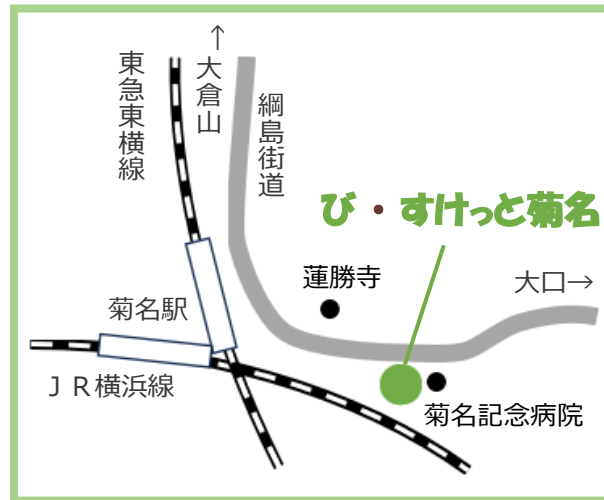 東急東横線
↑大倉山
綱島街道
び・すけっと菊名
蓮勝寺
大口→
菊名駅
ＪＲ横浜線
菊名記念病院